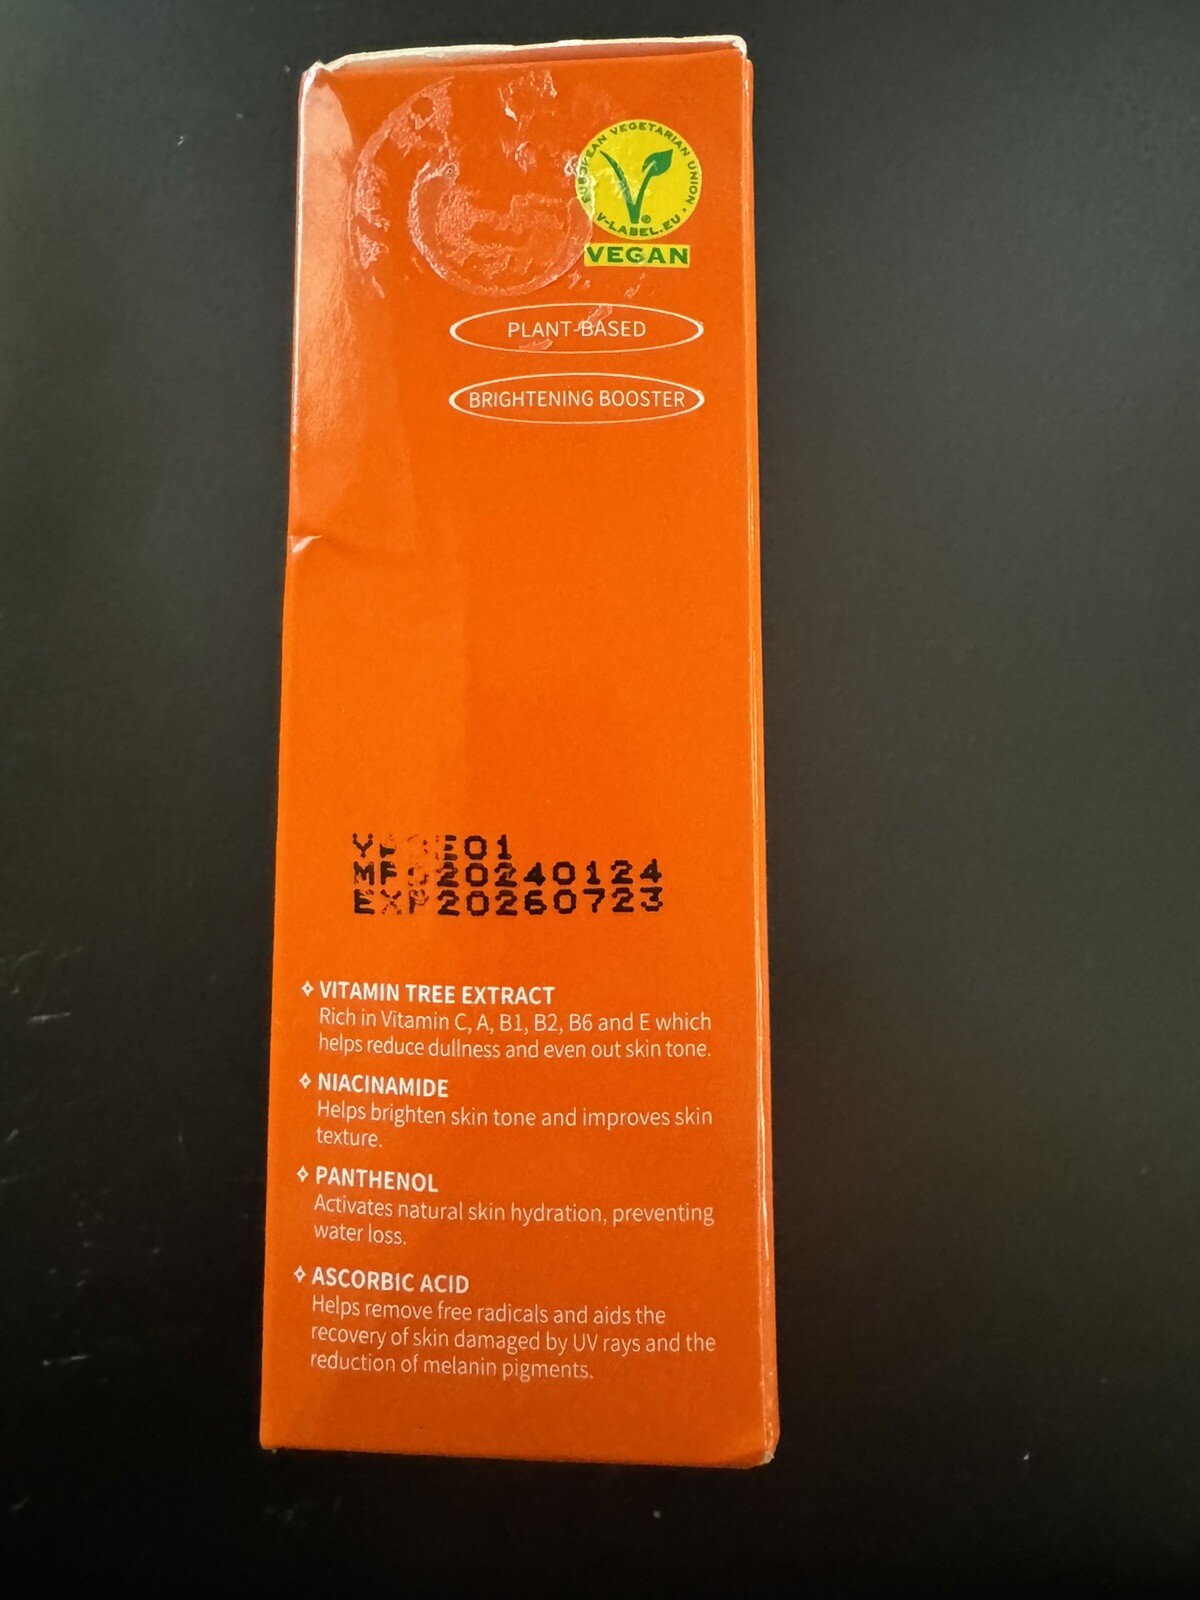 EUROPEAN VEGETARIAN UNION
V-LABEL.EU
VEGAN
PLANT-BASED
BRIGHTENING BOOSTER
E01
20240124
EXP20260723
VITAMIN TREE EXTRACT
Rich in Vitamin C, A, B1, B2, B6 and E which
helps reduce dullness and even out skin tone.
NIACINAMIDE
Helps brighten skin tone and improves skin
texture.
PANTHENOL
Activates natural skin hydration, preventing
water loss.
ASCORBIC ACID
Helps remove free radicals and aids the
recovery of skin damaged by UV rays and the
reduction of melanin pigments.